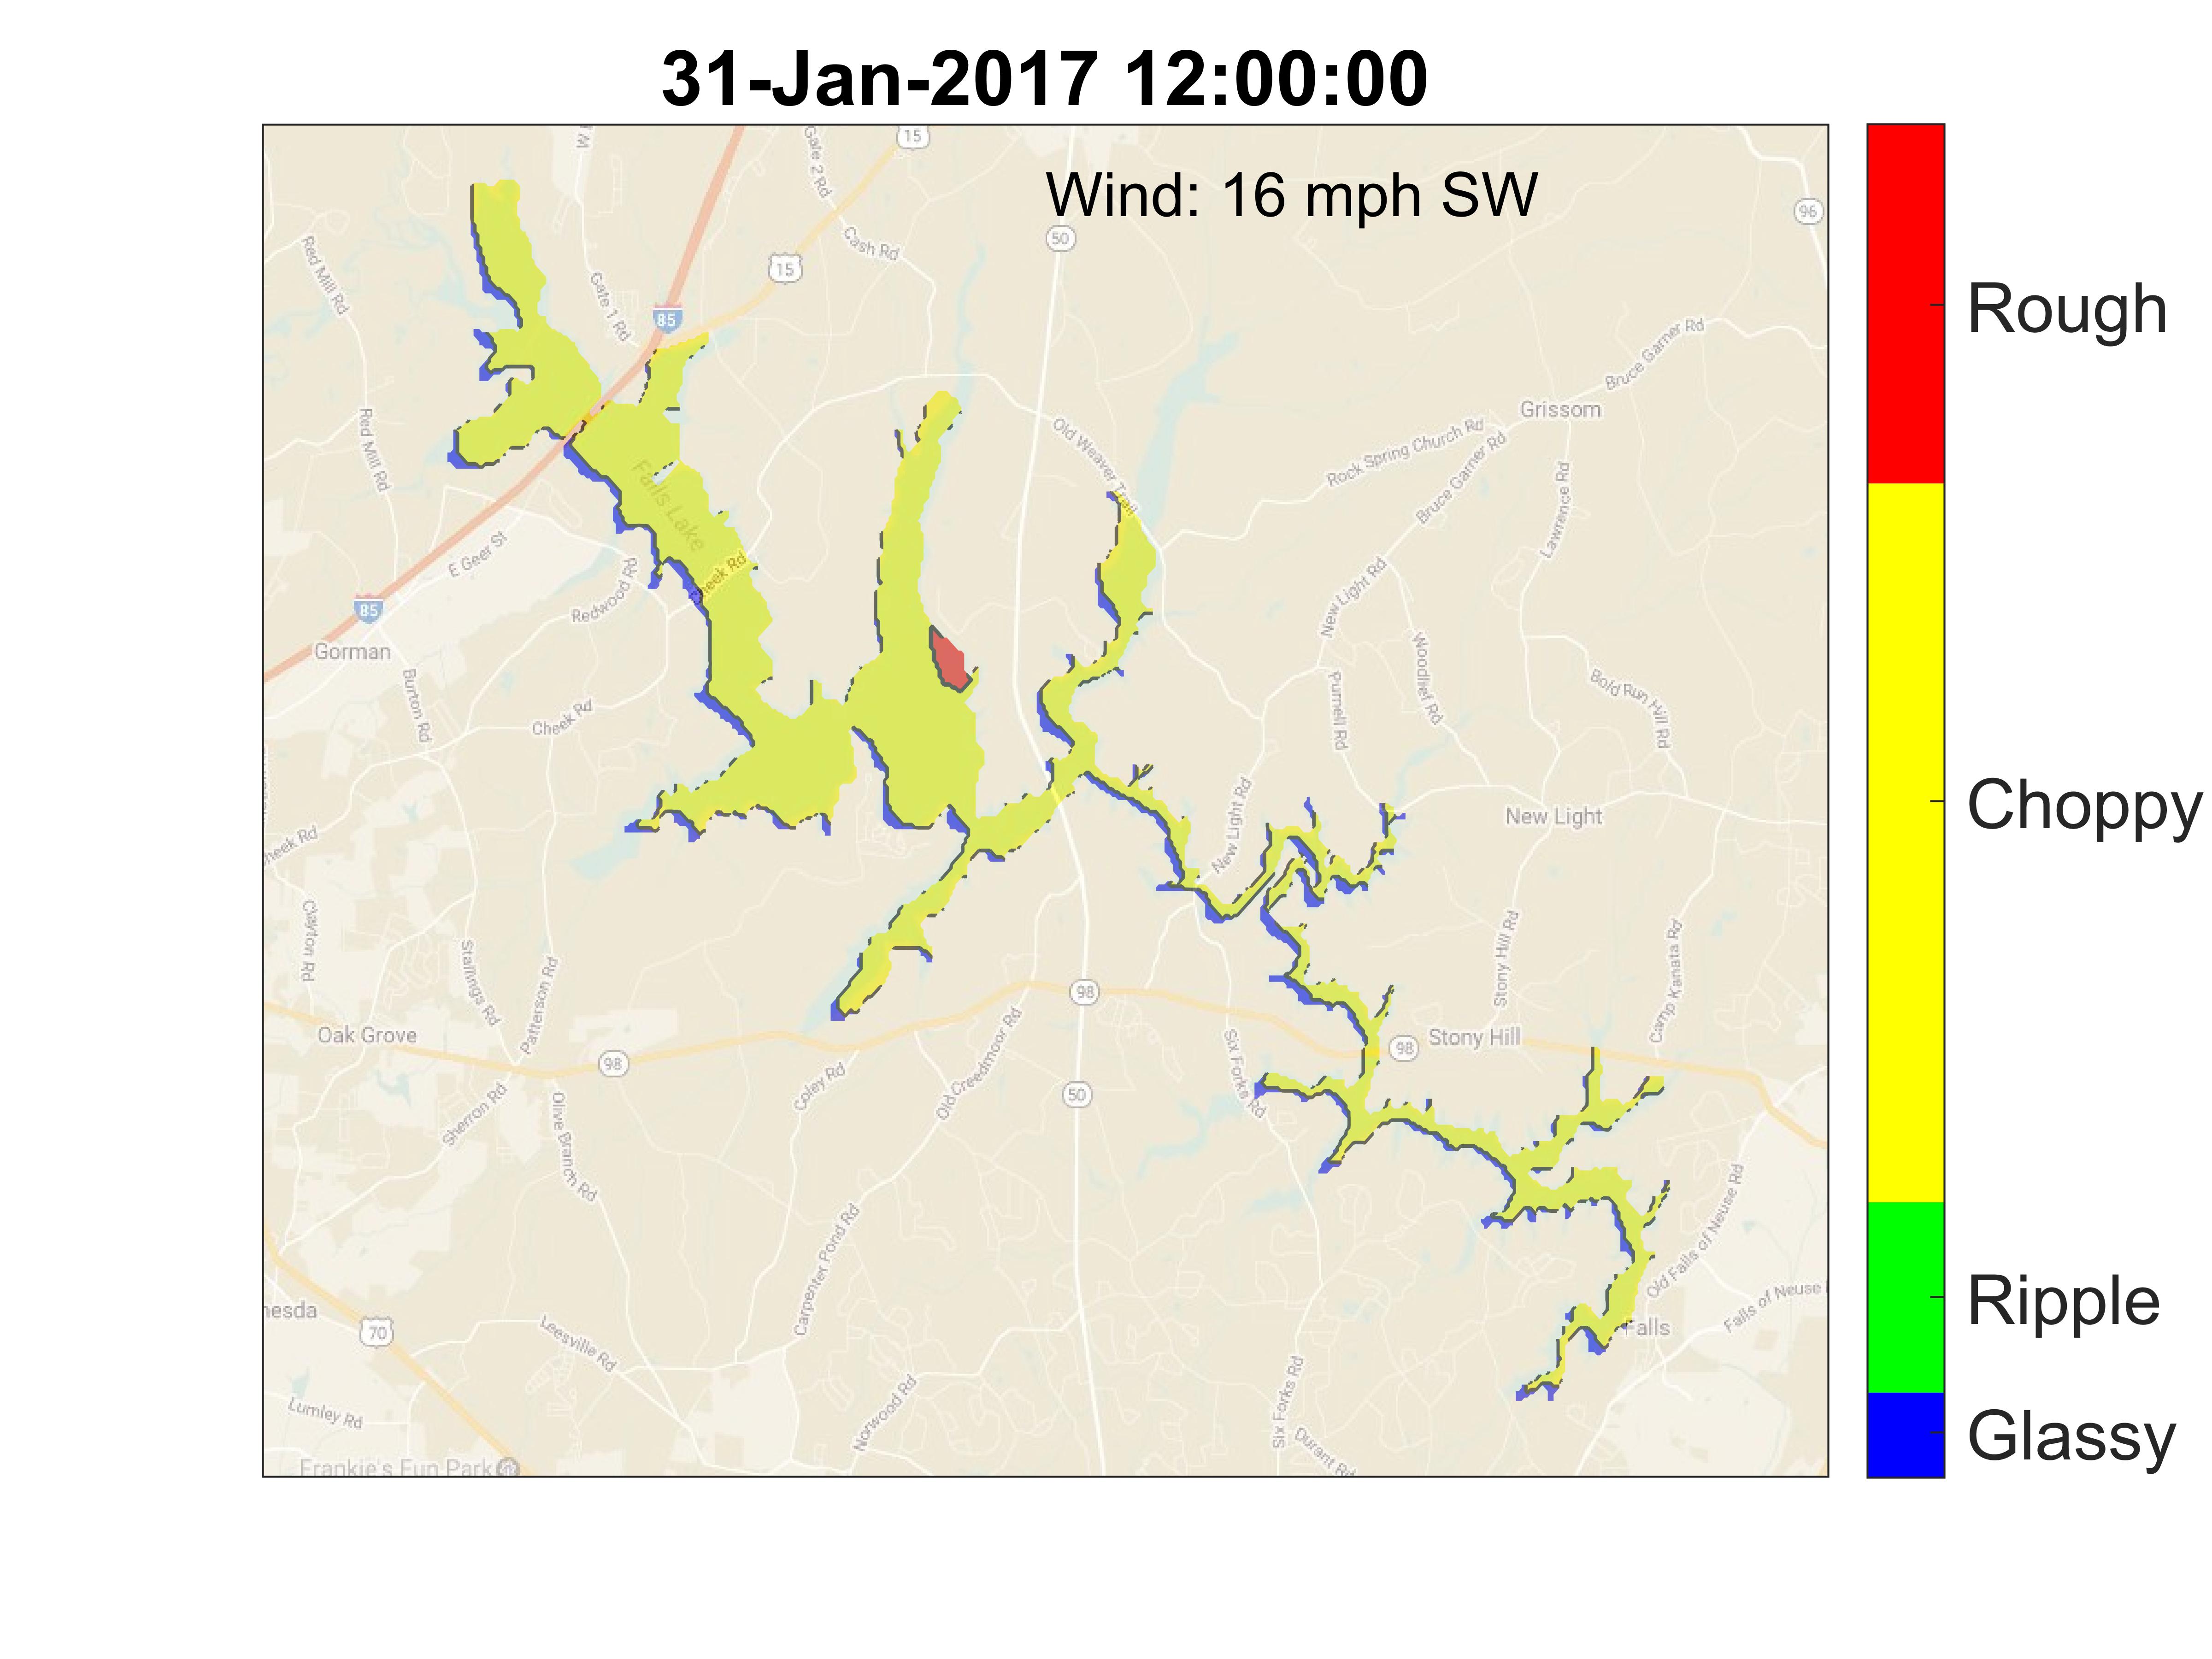 31-Jan-2017 12:00:00
Wind: 16 mph SW
15
Gate 2 Rd
96
50
Cash Rd
15
Red Mill Rd
Gate 1 Rd
85
Bruce Garner Rd
Grissom
Red Mill Rd
Old Weaver Trail
Rock Spring Church Rd
Bruce Garner Rd
Lawrence Rd
Falls Lake
E Geer St
Cheek Rd
Redwood Rd
85
New Light Rd
Gorman
Burton Rd
Woodlief Rd
Purnell Rd
Bold Run Hill Rd
Cheek Rd
New Light Rd
New Light
heek Rd
Clayton Rd
Stallings Rd
Patterson Rd
Stony Hill Rd
Camp Kanata Rd
98
Oak Grove
98
98
Stony Hill
Six Forks Rd
Coley Rd
Old Creedmoor Rd
50
Sherron Rd
Olive Branch Rd
Carpenter Pond Rd
Old Falls of Neuse Rd
Falls of Neuse
nesda
70
Leesville Rd
Falls
Lumley Rd
Norwood Rd
Six Forks Rd
Durant Rd
Frankie's Fun Park
Rough
Choppy
Ripple
Glassy